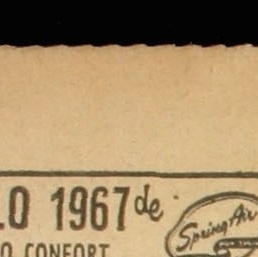 .O 1967 de
O CONFORT
Spring Air